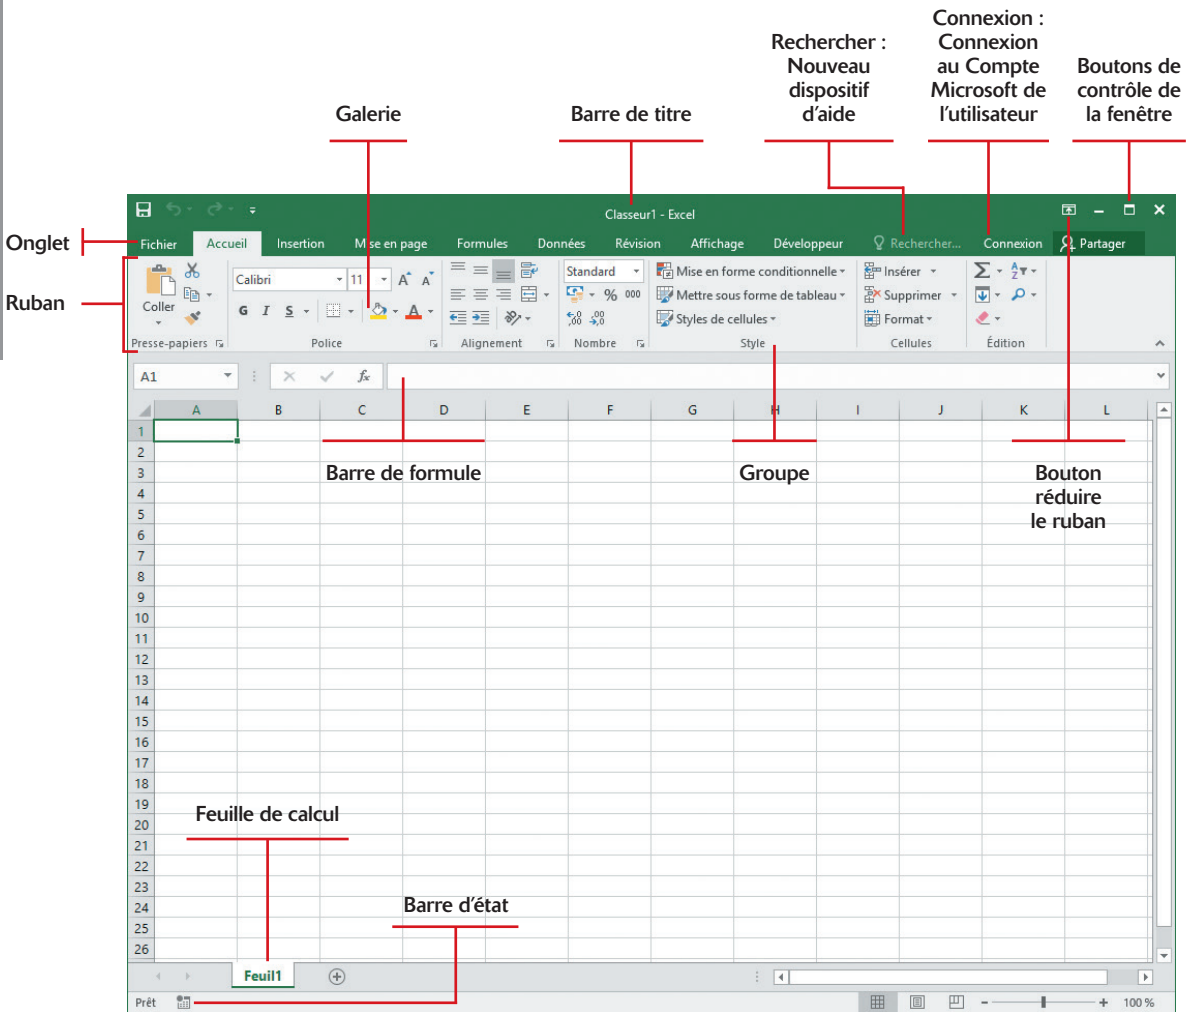 Connexion :
Rechercher :
Connexion
Nouveau
au Compte
Boutons de
dispositif
Microsoft de
contrôle de
Galerie
Barre de titre
d'aide
l'utilisateur
la fenêtre
Classeur1 - Excel
Onglet
Fichier Accueil Insertion Mise en page Formules Données Révision Affichage Développeur Rechercher... Connexion Partager
Ruban
Coller
Calibri 11 A A
G I S A
Standard
% 000
,00 ,00
Mise en forme conditionnelle
Mettre sous forme de tableau
Styles de cellules
Insérer
Supprimer
Format
Σ A Z
Presse-papiers Police Alignement Nombre Style Cellules Édition
A1 fx
A B C D E F G H I J K L
1
2
3
4
5
6
7
8
9
10
11
12
13
14
15
16
17
18
19
20
21
22
23
24
25
26
Barre de formule
Groupe
Bouton
réduire
le ruban
Feuille de calcul
Barre d'état
Feuil1
Prêt
100 %